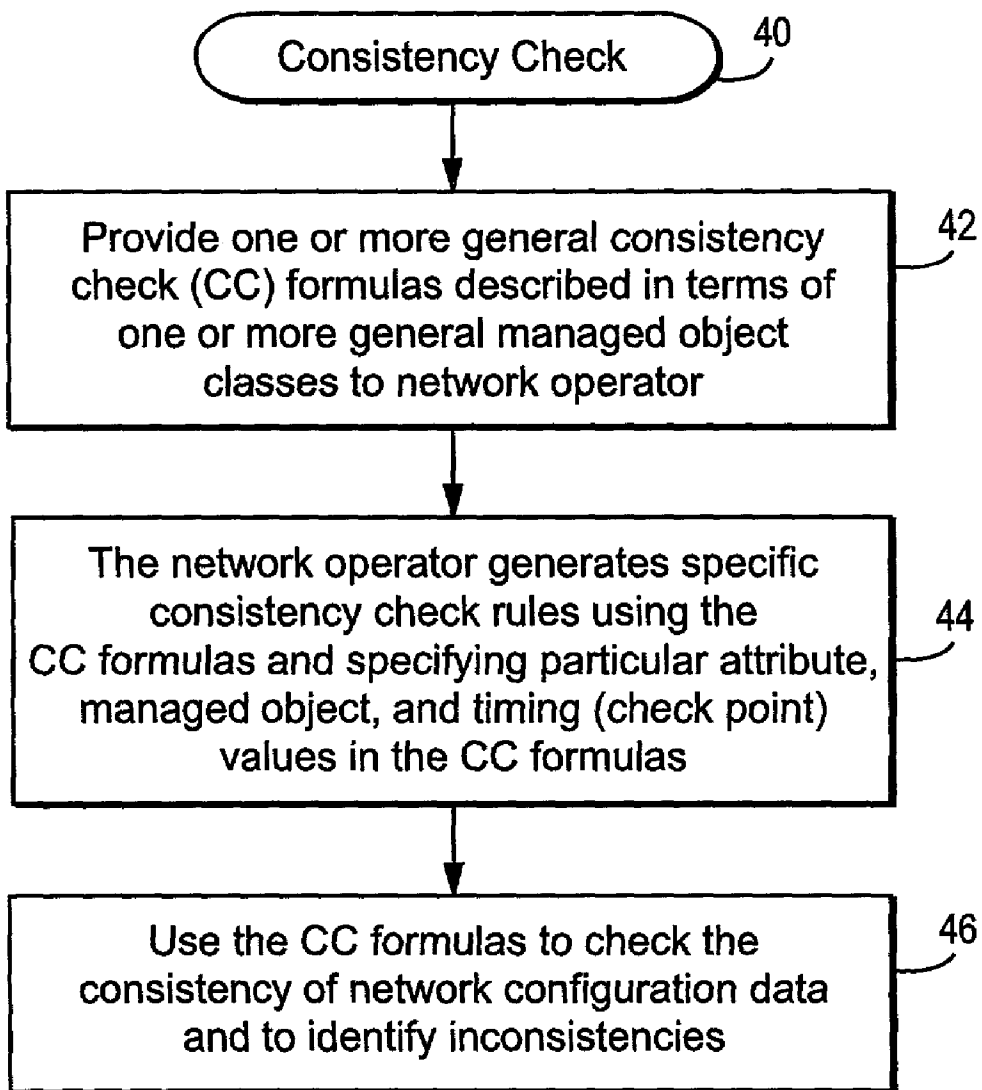 Consistency Check
40
Provide one or more general consistency
check (CC) formulas described in terms of
one or more general managed object
classes to network operator
42
The network operator generates specific
consistency check rules using the
CC formulas and specifying particular attribute,
managed object, and timing (check point)
values in the CC formulas
44
Use the CC formulas to check the
consistency of network configuration data
and to identify inconsistencies
46